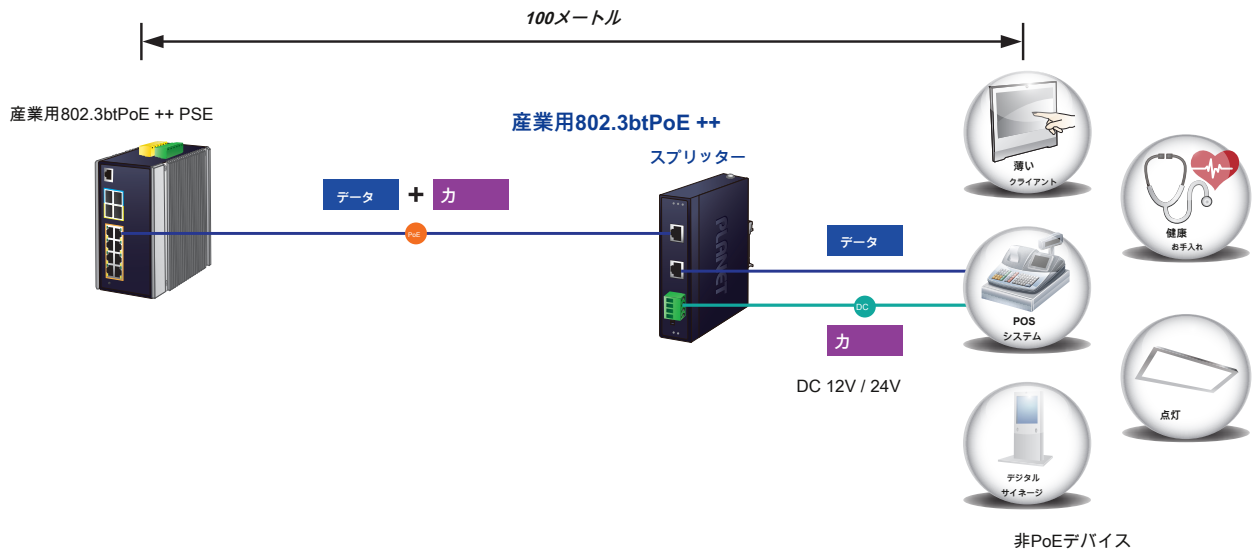 100メートル
産業用802.3btPoE ++ PSE
産業用802.3btPoE ++
スプリッター
データ + 力
PoE
PLANET
データ
DC
力
DC 12V / 24V
薄い
クライアント
健康
お手入れ
POS
システム
点灯
デジタル
サイネージ
非PoEデバイス